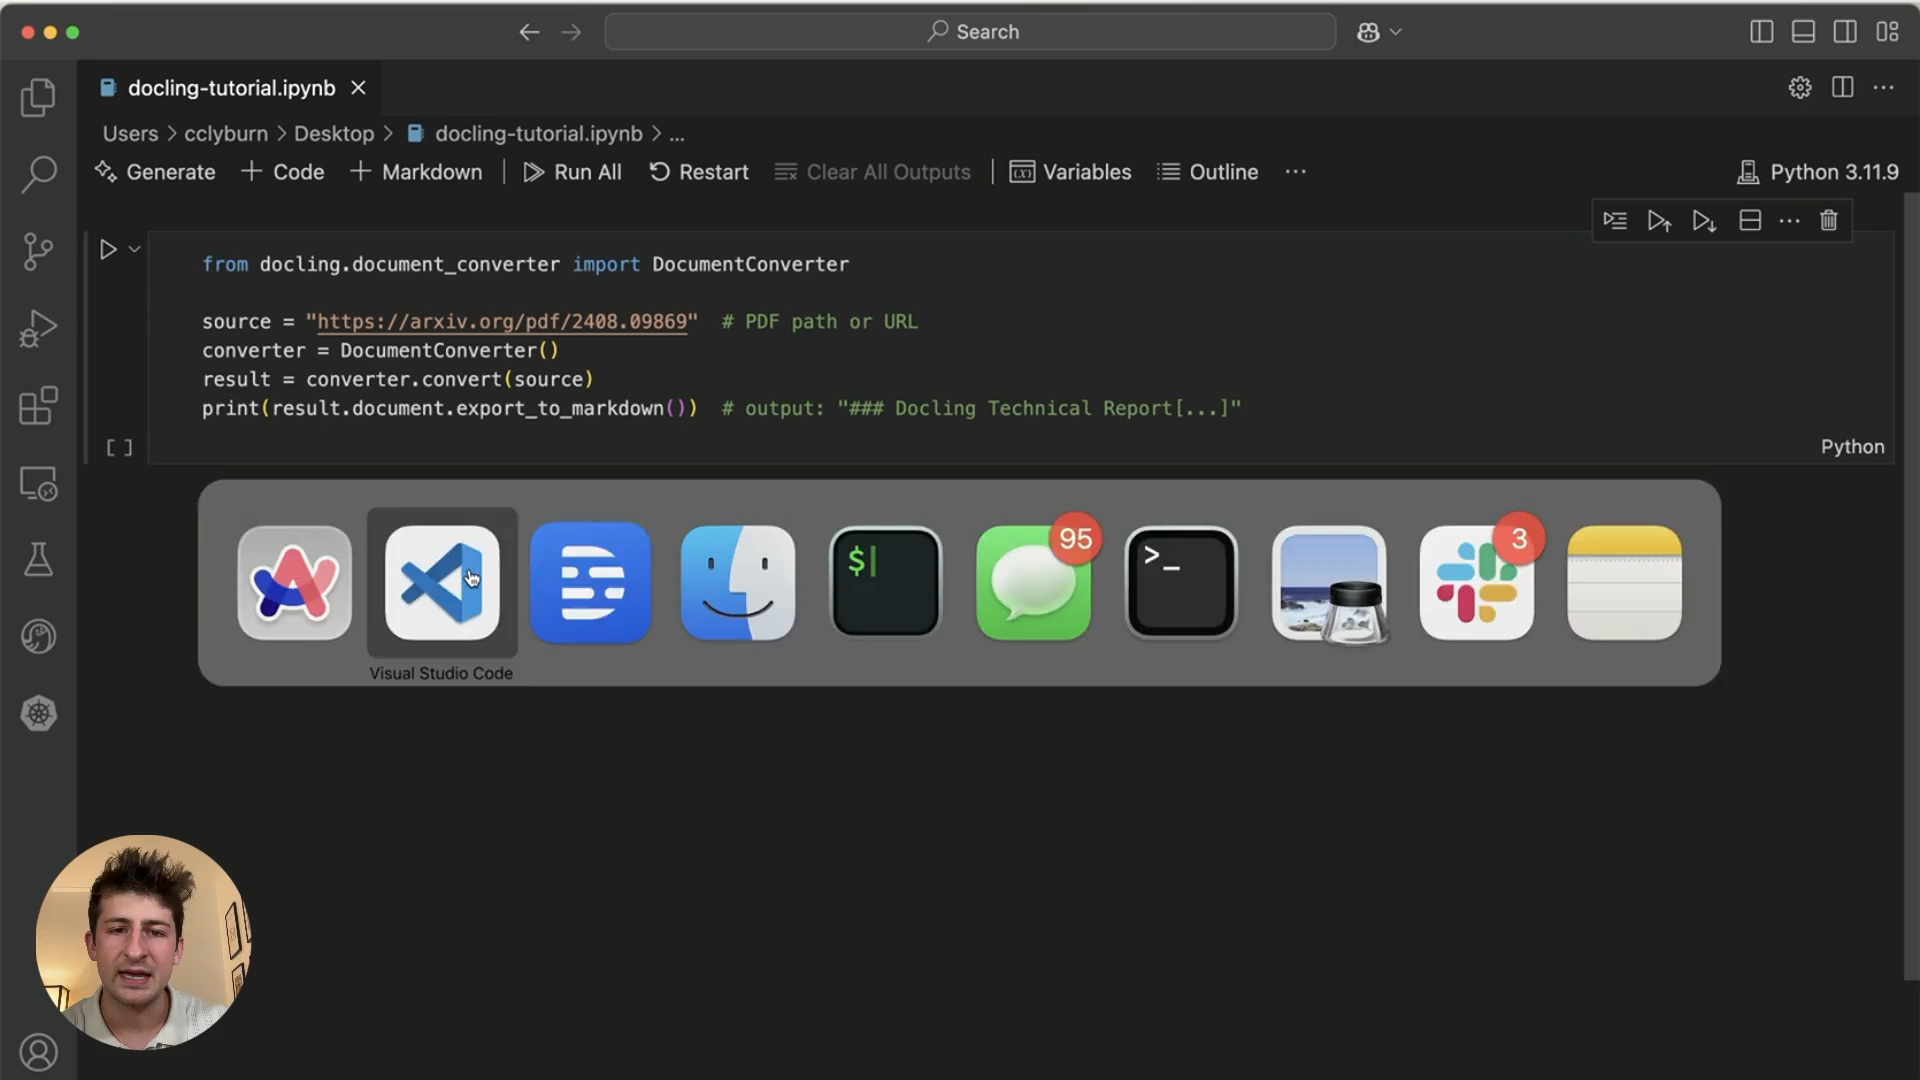 Search
docling-tutorial.ipynb
Users > cclyburn > Desktop > docling-tutorial.ipynb > ...
Generate + Code + Markdown Run All Restart Clear All Outputs Variables Outline ... Python 3.11.9
from docling.document_converter import DocumentConverter
source = "https://arxiv.org/pdf/2408.09869" # PDF path or URL
converter = DocumentConverter()
result = converter.convert(source)
print(result.document.export_to_markdown()) # output: "### Docling Technical Report[...]"
[ ]
Python
$
95
>_
3
Visual Studio Code